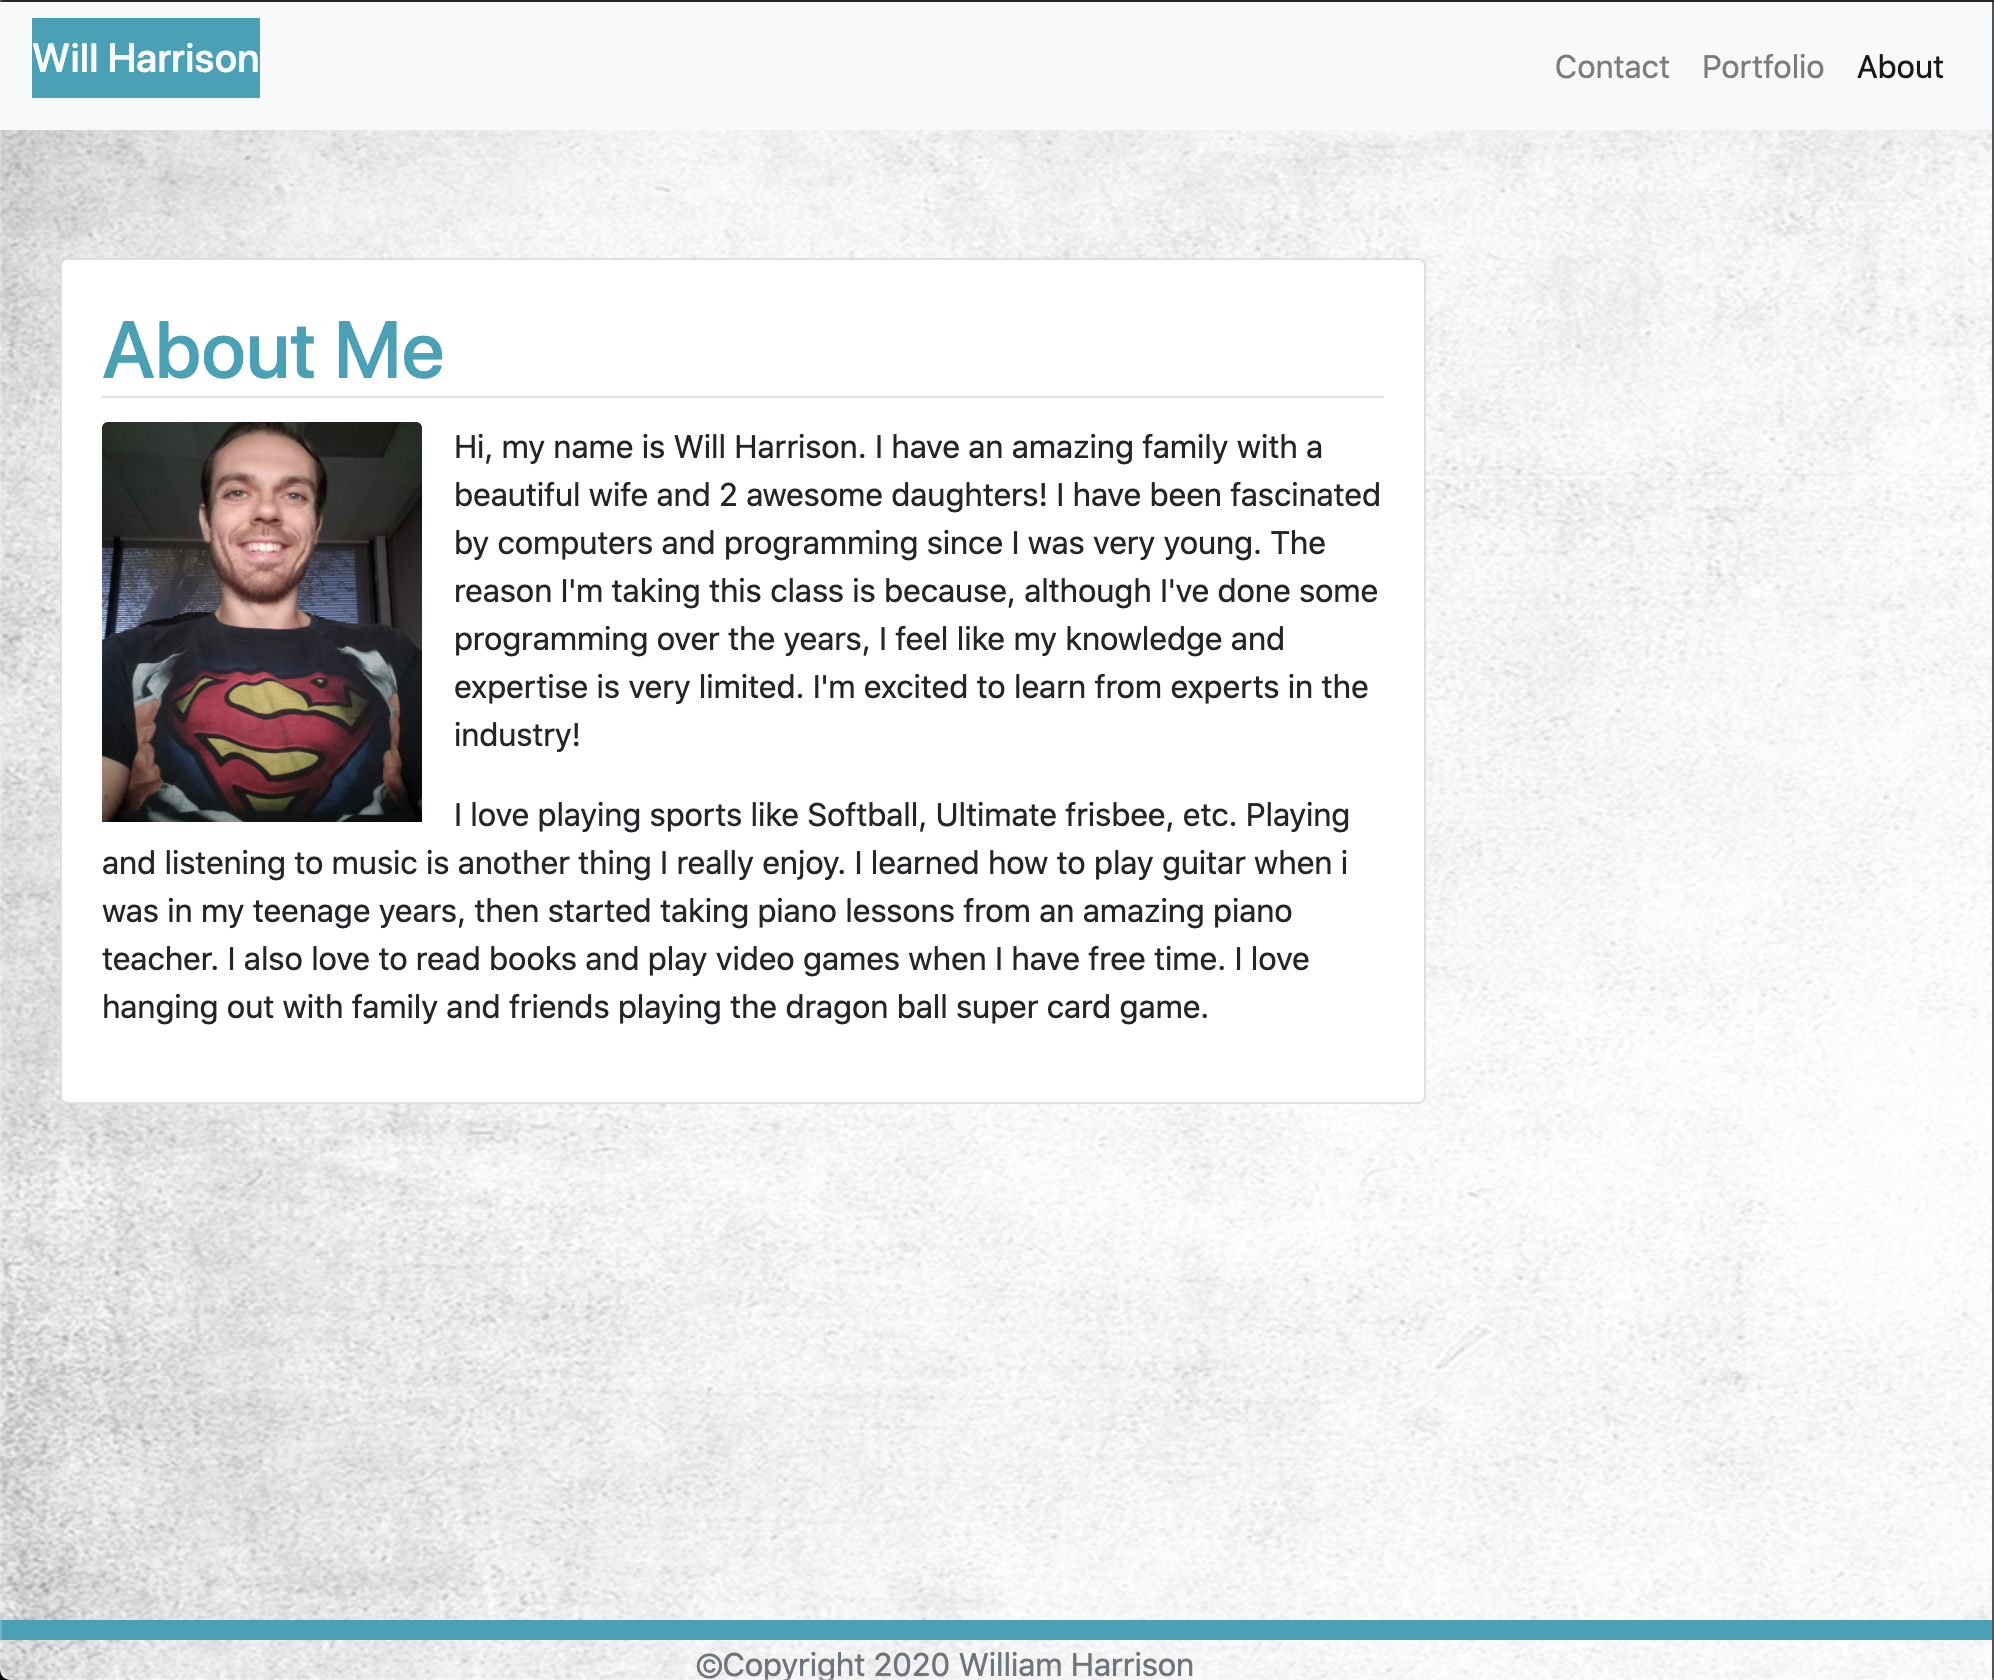 Will Harrison
Contact Portfolio About
About Me
Hi, my name is Will Harrison. I have an amazing family with a
beautiful wife and 2 awesome daughters! I have been fascinated
by computers and programming since I was very young. The
reason I'm taking this class is because, although I've done some
programming over the years, I feel like my knowledge and
expertise is very limited. I'm excited to learn from experts in the
industry!
I love playing sports like Softball, Ultimate frisbee, etc. Playing
and listening to music is another thing I really enjoy. I learned how to play guitar when i
was in my teenage years, then started taking piano lessons from an amazing piano
teacher. I also love to read books and play video games when I have free time. I love
hanging out with family and friends playing the dragon ball super card game.
©Copyright 2020 William Harrison